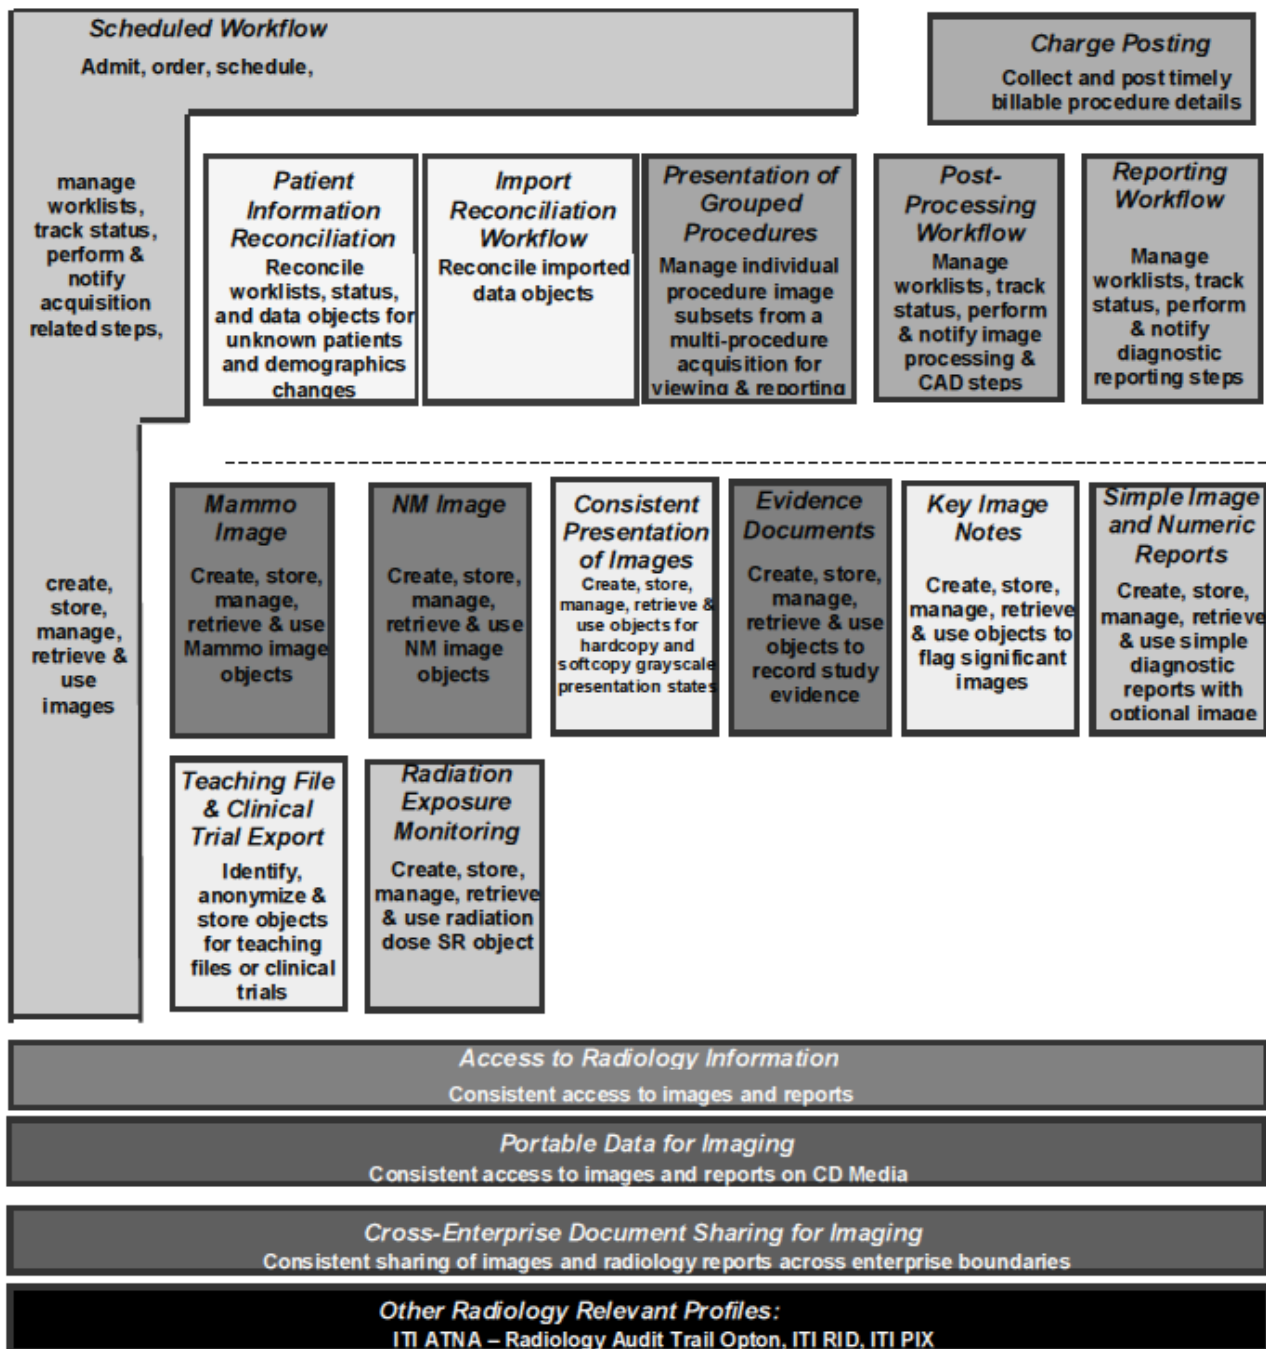 Scheduled Workflow
Admit, order, schedule,
Charge Posting
Collect and post timely
billable procedure details
manage
worklists,
track status,
perform &
notify
acquisition
related steps,
Patient
Information
Reconciliation
Reconcile
worklists, status,
and data objects for
unknown patients
and demographics
changes
Import
Reconciliation
Workflow
Reconcile imported
data objects
Presentation of
Grouped
Procedures
Manage individual
procedure image
subsets from a
multi-procedure
acquisition for
viewing & reporting
Post-
Processing
Workflow
Manage
worklists, track
status, perform
& notify image
processing &
CAD steps
Reporting
Workflow
Manage
worklists, track
status, perform
& notify
diagnostic
reporting steps
create,
store,
manage,
retrieve &
use
images
Mammo
Image
Create, store,
manage,
retrieve & use
Mammo image
objects
NM Image
Create, store,
manage,
retrieve & use
NM image
objects
Consistent
Presentation
of Images
Create, store,
manage, retrieve &
use objects for
hardcopy and
softcopy grayscale
presentation states
Evidence
Documents
Create, store,
manage,
retrieve & use
objects to
record study
evidence
Key Image
Notes
Create, store,
manage, retrieve
& use objects to
flag significant
images
Simple Image
and Numeric
Reports
Create, store,
manage, retrieve
& use simple
diagnostic
reports with
optional image
Teaching File
& Clinical
Trial Export
Identify,
anonymize &
store objects
for teaching
files or clinical
trials
Radiation
Exposure
Monitoring
Create, store,
manage, retrieve
& use radiation
dose SR object
Access to Radiology Information
Consistent access to images and reports
Portable Data for Imaging
Consistent access to images and reports on CD Media
Cross-Enterprise Document Sharing for Imaging
Consistent sharing of images and radiology reports across enterprise boundaries
Other Radiology Relevant Profiles:
ITI ATNA – Radiology Audit Trail Opton, ITI RID, ITI PIX